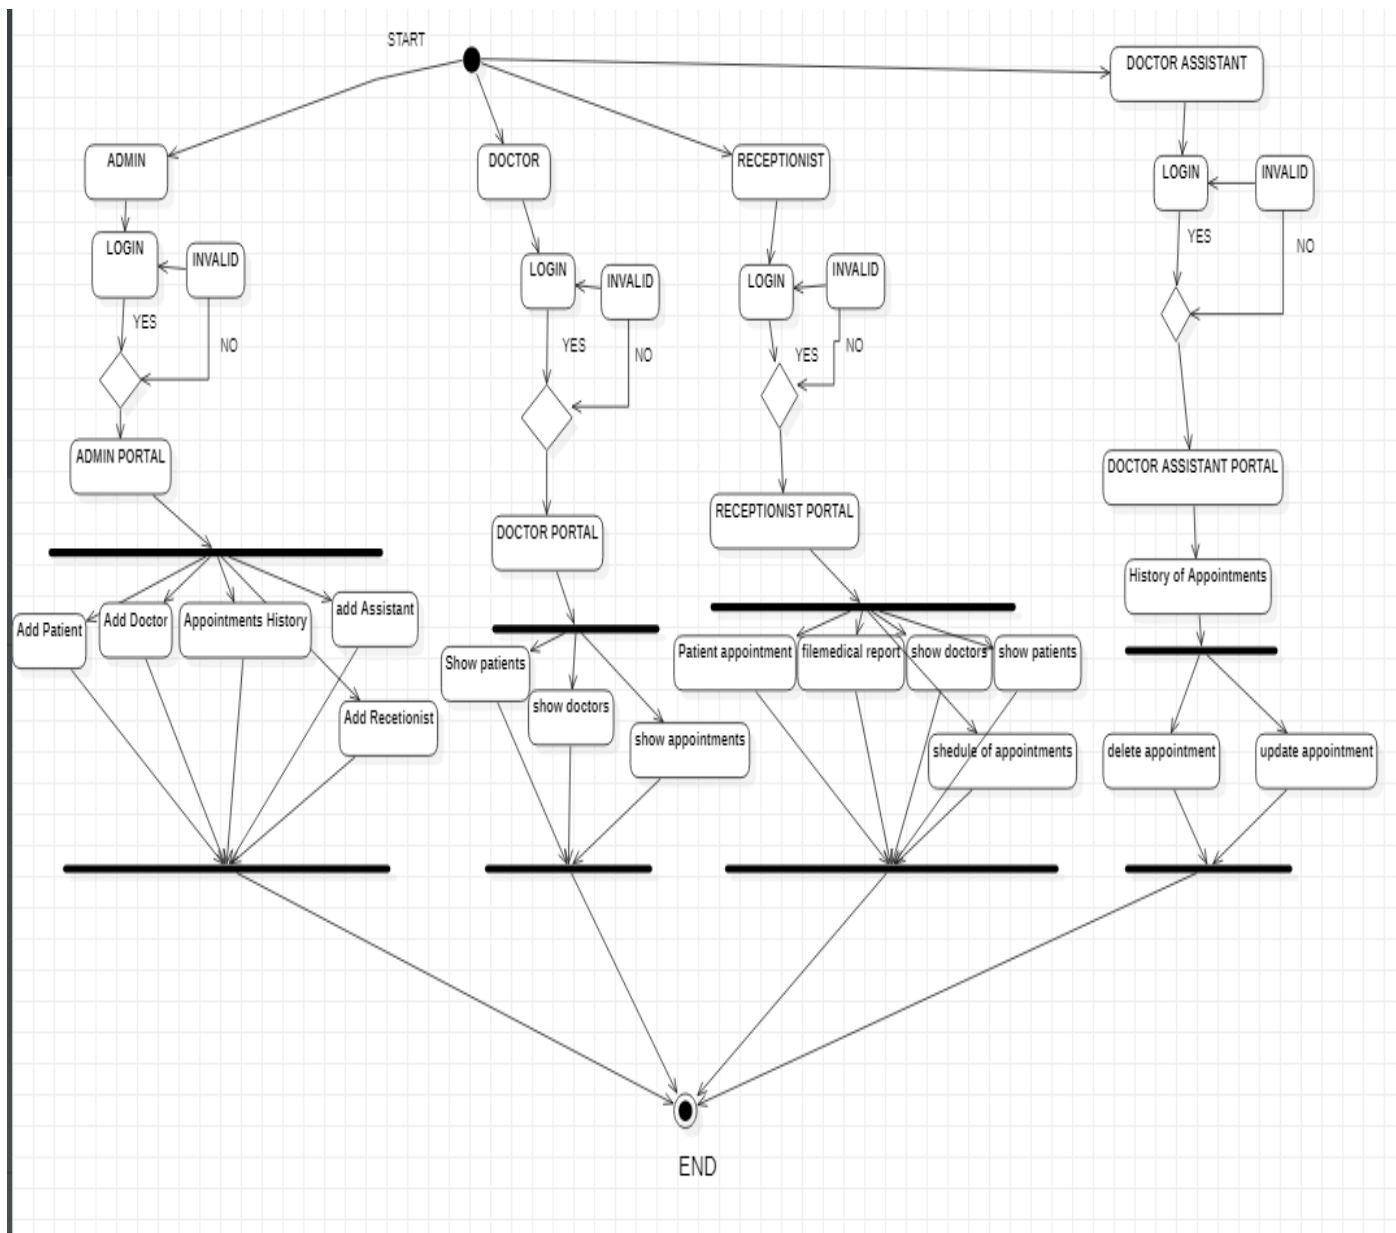 START
DOCTOR ASSISTANT
ADMIN
DOCTOR
RECEPTIONIST
LOGIN
INVALID
LOGIN
INVALID
LOGIN
INVALID
LOGIN
INVALID
YES
NO
YES
NO
YES
NO
YES
NO
ADMIN PORTAL
DOCTOR PORTAL
RECEPTIONIST PORTAL
DOCTOR ASSISTANT PORTAL
History of Appointments
Add Patient
Add Doctor
Appointments History
add Assistant
Add Recetionist
Show patients
show doctors
show appointments
Patient appointment
filemedical report
show doctors
show patients
shedule of appointments
delete appointment
update appointment
END